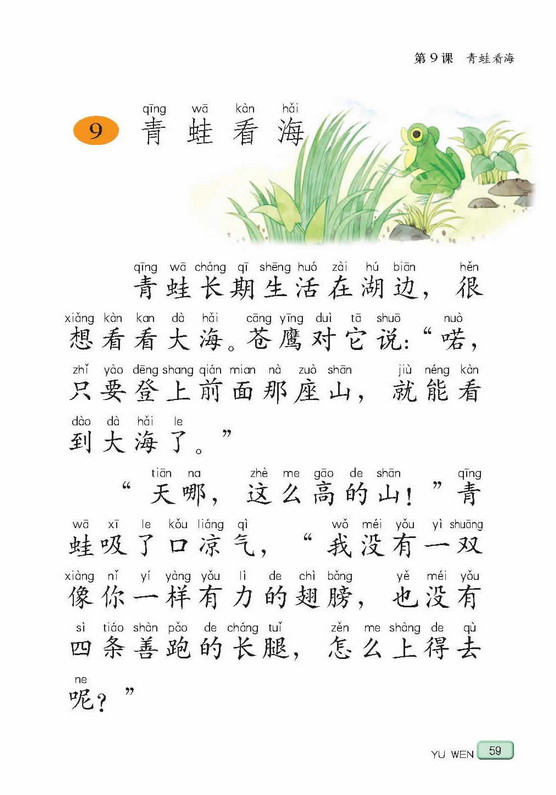 第9课 青蛙看海
qīng wā kàn hǎi
9 青蛙看海
qīng wā cháng qī shēng huó zài hú biān hěn
青蛙长期生活在湖边，很
xiǎng kàn kan dà hǎi cāng yīng duì tā shuō nuò
想看看大海。苍鹰对它说：“喏，
zhǐ yào dēng shang qián mian nà zuò shān jiù néng kàn
只要登上前面那座山，就能看
dào dà hǎi le
到大海了。”
tiān na zhè me gāo de shān qīng
“天哪，这么高的山！”青
wā xī le kǒu liáng qì wǒ méi yǒu yì shuāng
蛙吸了口凉气，“我没有一双
xiàng nǐ yí yàng yǒu lì de chì bǎng yě méi yǒu
像你一样有力的翅膀，也没有
sì tiáo shàn pǎo de cháng tuǐ zěn me shàng de qù
四条善跑的长腿，怎么上得去
ne
呢？”
YU WEN 59